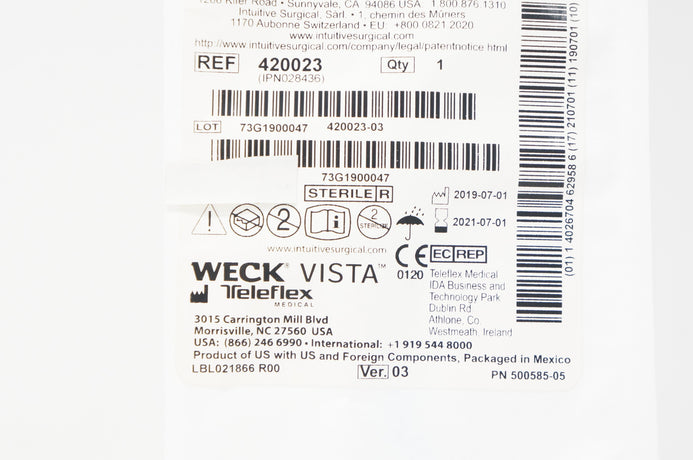 1266 Kifer Road • Sunnyvale, CA 94086 USA 1 800 876 1310
Intuitive Surgical, Sàrl. • 1, chemin des Mûriers
1170 Aubonne Switzerland • EU: +800 0821 2020
http://www.intuitivesurgical.com/company/legal/patentnotice.html
REF 420023 Qty 1
(IPN028436)
LOT 73G1900047 420023-03
73G1900047
STERILE R
2019-07-01
2021-07-01
2
2
STERILIZE
www.intuitivesurgical.com
WECK® VISTA™
Teleflex
MEDICAL
CE
0120
EC REP
Teleflex Medical
IDA Business and
Technology Park
Dublin Rd
Athlone, Co.
Westmeath, Ireland
3015 Carrington Mill Blvd
Morrisville, NC 27560 USA
USA: (866) 246 6990 • International: +1 919 544 8000
Product of US with US and Foreign Components, Packaged in Mexico
LBL021866 R00 Ver. 03 PN 500585-05
(01) 1 4026704 62958 6 (17) 210701 (11) 190701 (10)